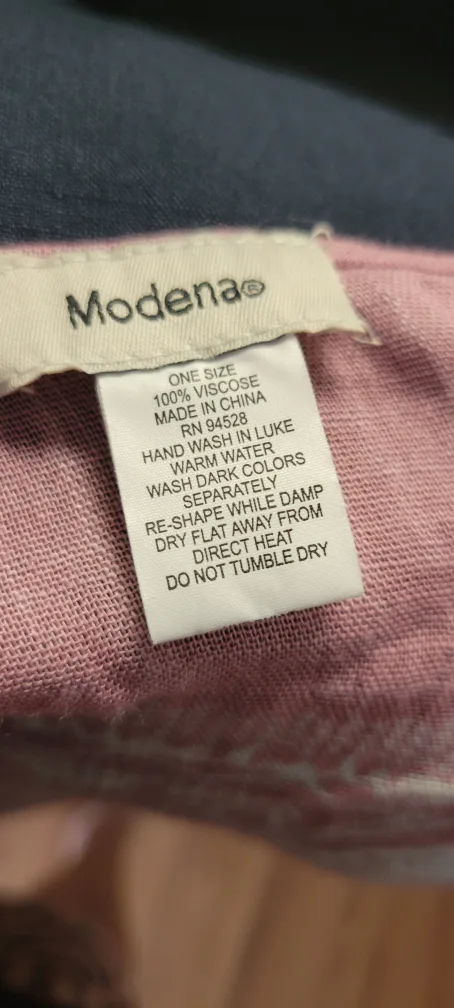 Modena®
ONE SIZE
100% VISCOSE
MADE IN CHINA
RN 94528
HAND WASH IN LUKE
WARM WATER
WASH DARK COLORS
SEPARATELY
RE-SHAPE WHILE DAMP
DRY FLAT AWAY FROM
DIRECT HEAT
DO NOT TUMBLE DRY